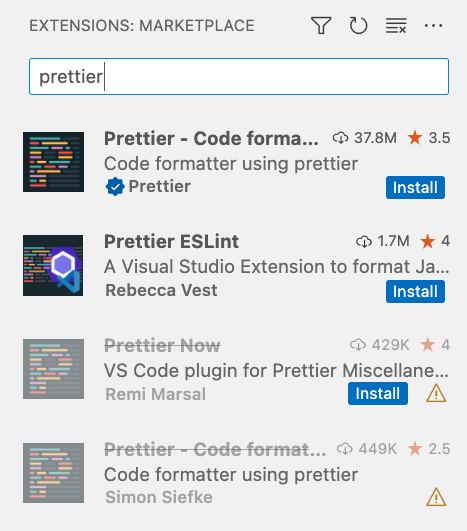 EXTENSIONS: MARKETPLACE
prettier
Prettier - Code forma... 37.8M 3.5
Code formatter using prettier
Prettier Install
Prettier ESLint 1.7M 4
A Visual Studio Extension to format Ja...
Rebecca Vest Install
Prettier Now 429K 4
VS Code plugin for Prettier Miscellane...
Remi Marsal Install
Prettier - Code format... 449K 2.5
Code formatter using prettier
Simon Siefke